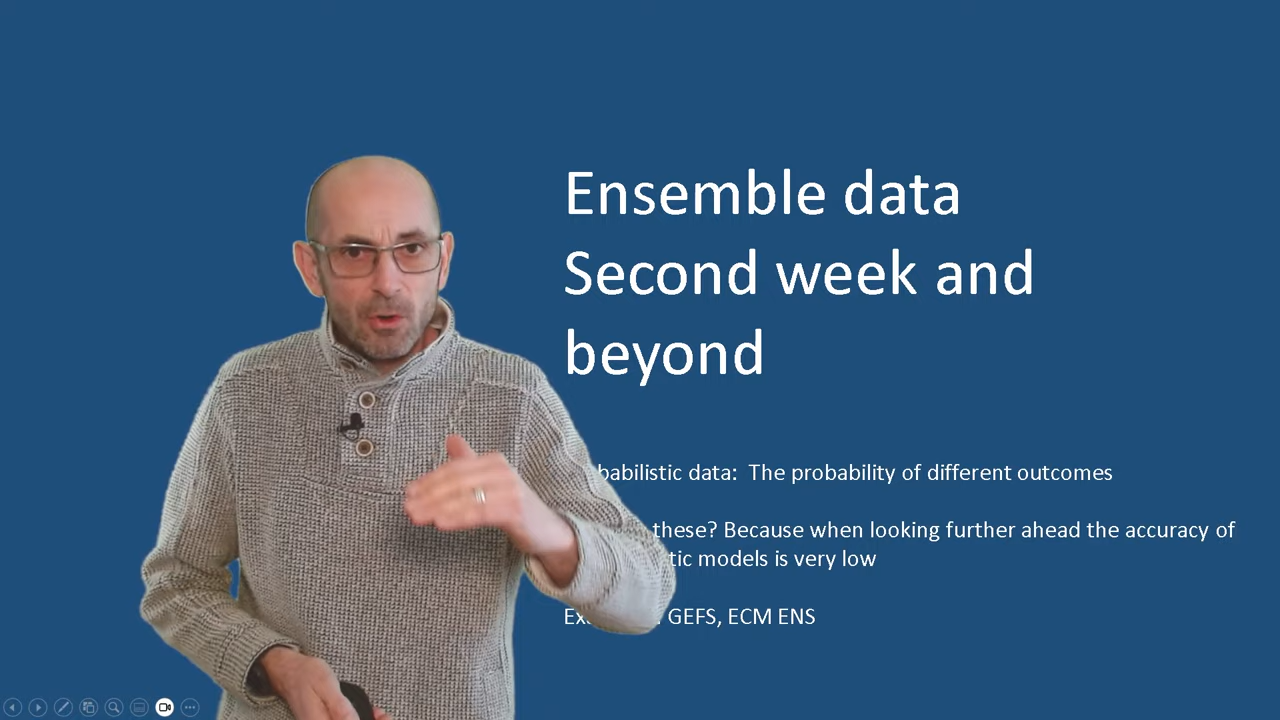 Ensemble data
Second week and
beyond
babilistic data: The probability of different outcomes
these? Because when looking further ahead the accuracy of
tic models is very low
GEFS, ECM ENS